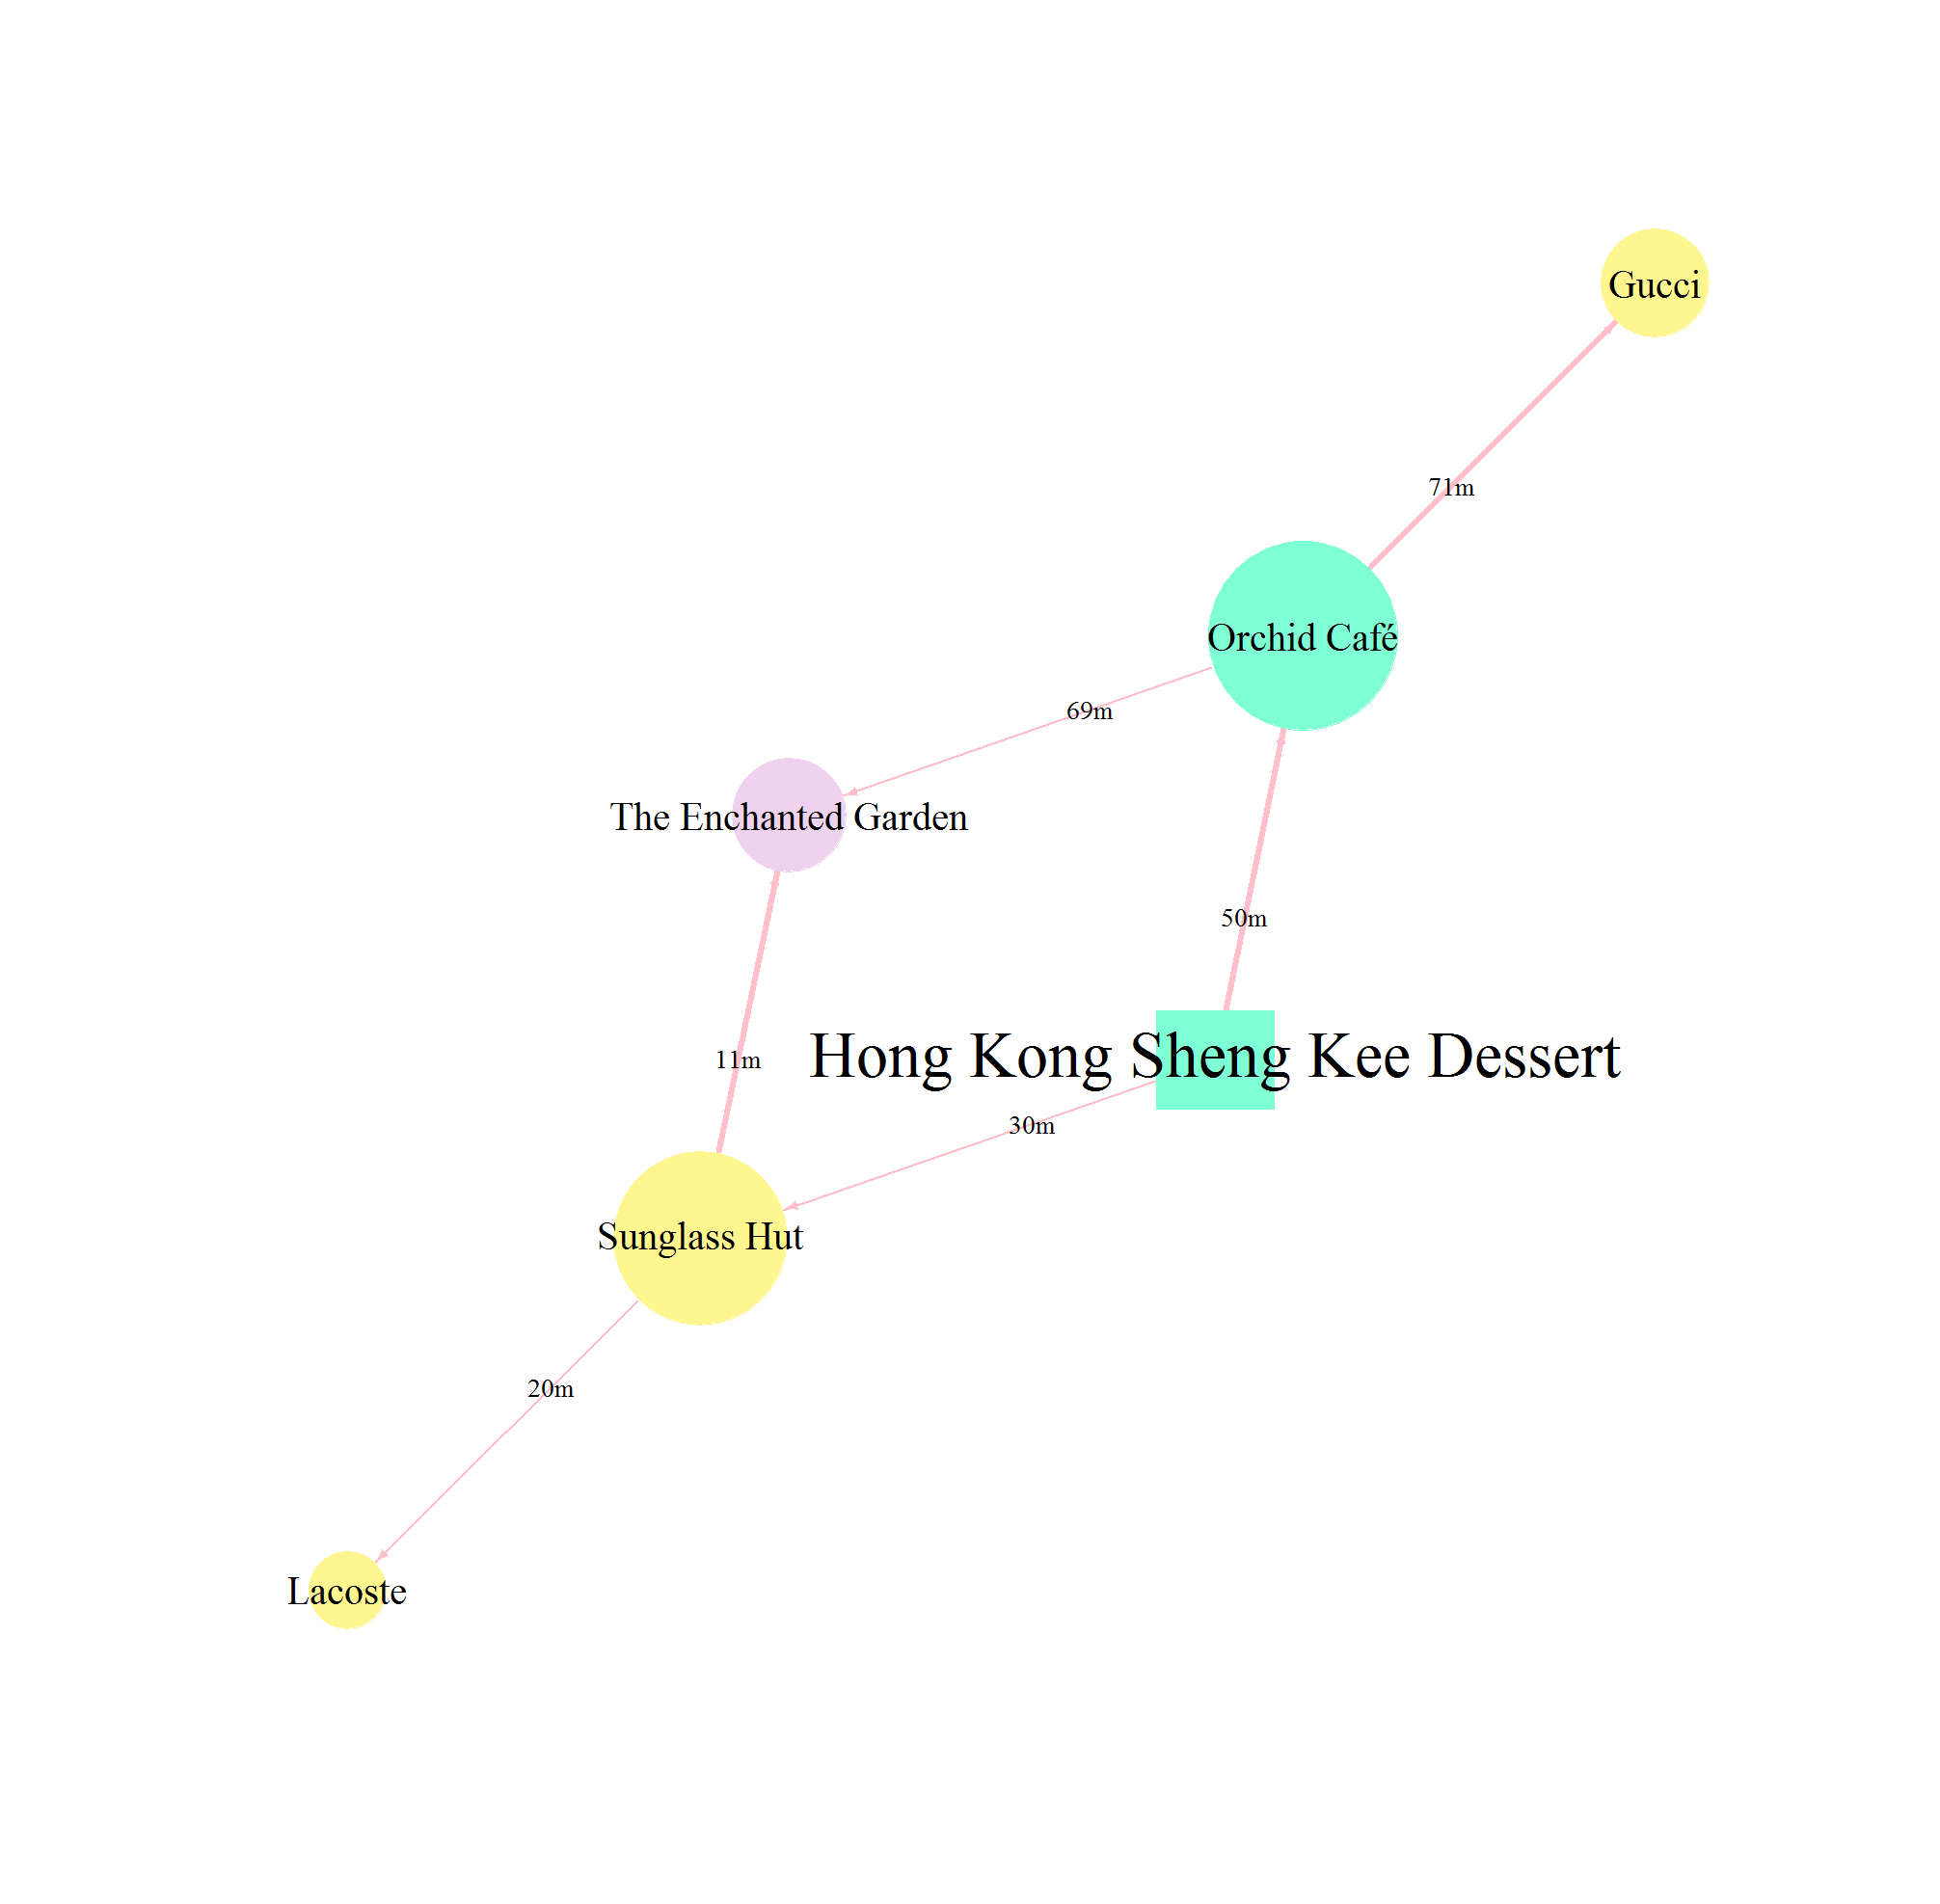 Gucci
71m
Orchid Café
69m
The Enchanted Garden
50m
Hong Kong Sheng Kee Dessert
11m
30m
Sunglass Hut
20m
Lacoste